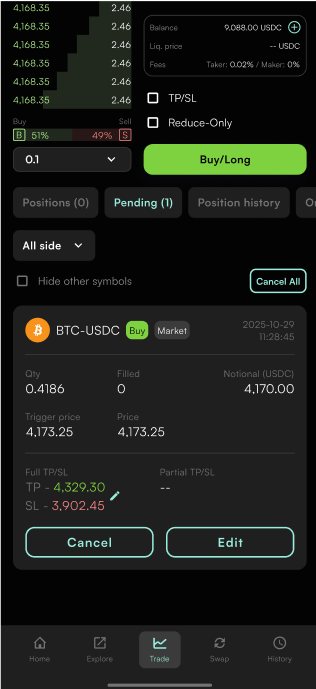 4,168.35 2.46
4,168.35 2.46
4,168.35 2.46
4,168.35 2.46
4,168.35 2.46
4,168.35 2.46
Buy Sell
B 51% 49% S
0.1
Balance 9,088.00 USDC
Liq. price -- USDC
Fees Taker: 0.02% / Maker: 0%
TP/SL
Reduce-Only
Buy/Long
Positions (0) Pending (1) Position history
All side
Hide other symbols Cancel All
BTC-USDC Buy Market 2025-10-29
11:28:45
Qty Filled Notional (USDC)
0.4186 0 4,170.00
Trigger price Price
4,173.25 4,173.25
Full TP/SL Partial TP/SL
TP - 4,329.30 --
SL - 3,902.45
Cancel Edit
Home Explore Trade Swap History